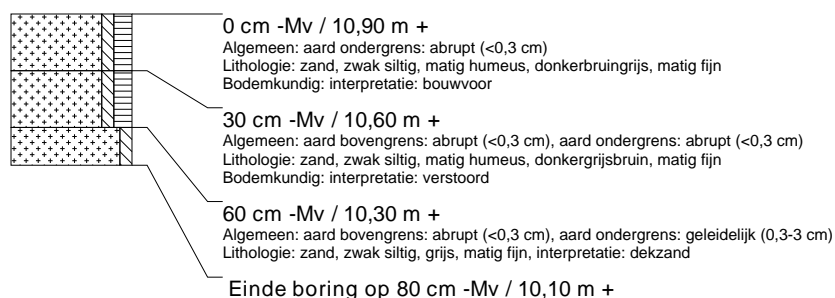 0 cm -Mv / 10,90 m +
Algemeen: aard ondergrens: abrupt (<0,3 cm)
Lithologie: zand, zwak siltig, matig humeus, donkerbruingrijs, matig fijn
Bodemkundig: interpretatie: bouwvoor
30 cm -Mv / 10,60 m +
Algemeen: aard bovengrens: abrupt (<0,3 cm), aard ondergrens: abrupt (<0,3 cm)
Lithologie: zand, zwak siltig, matig humeus, donkergrijsbruin, matig fijn
Bodemkundig: interpretatie: verstoord
60 cm -Mv / 10,30 m +
Algemeen: aard bovengrens: abrupt (<0,3 cm), aard ondergrens: geleidelijk (0,3-3 cm)
Lithologie: zand, zwak siltig, grijs, matig fijn, interpretatie: dekzand
Einde boring op 80 cm -Mv / 10,10 m +